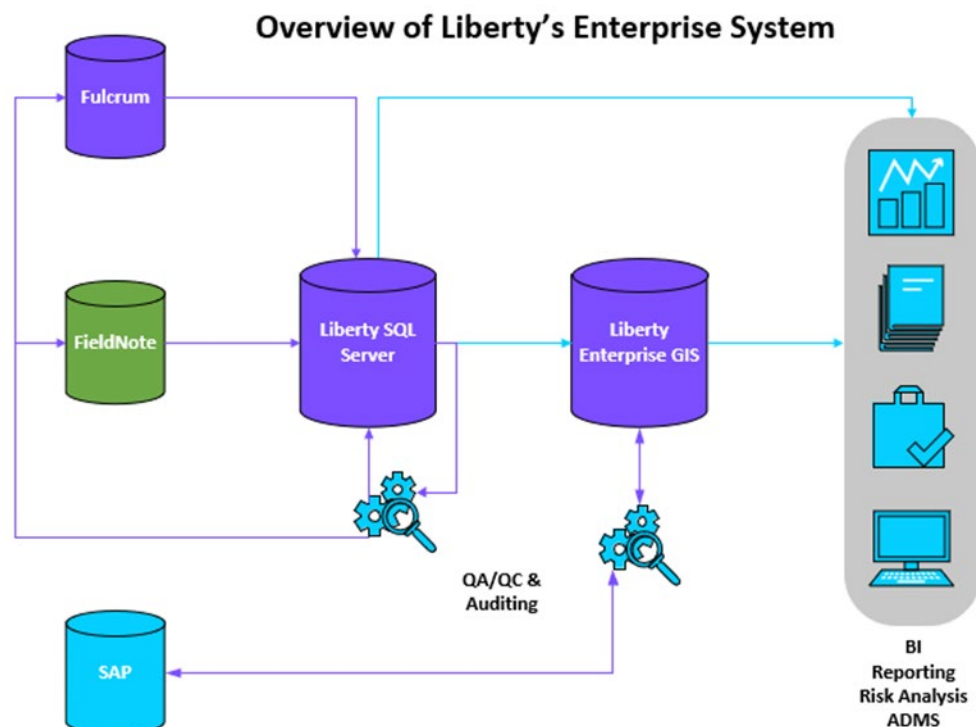 Overview of Liberty's Enterprise System
Fulcrum
FieldNote
Liberty SQL
Server
Liberty
Enterprise GIS
QA/QC &
Auditing
SAP
BI
Reporting
Risk Analysis
ADMS